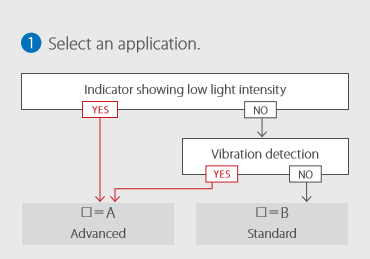 1 Select an application.
Indicator showing low light intensity
YES
NO
Vibration detection
YES
NO
□=A
Advanced
□=B
Standard